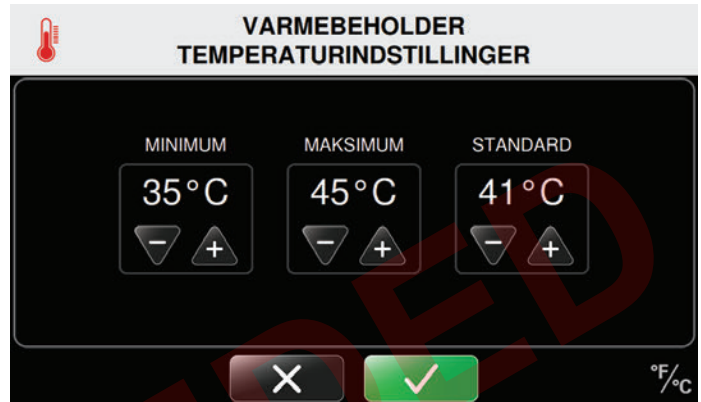 VARMEBEHOLDER
TEMPERATURINDSTILLINGER
MINIMUM MAKSIMUM STANDARD
35°C 45°C 41°C
− + − + − +
°F/°C